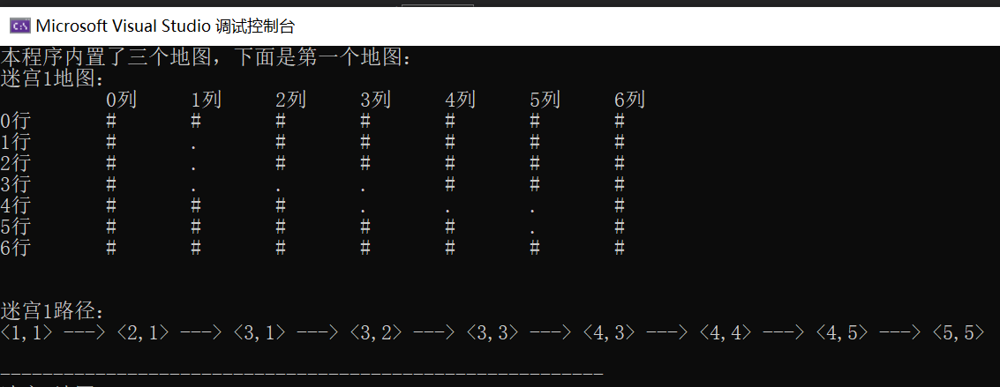 Microsoft Visual Studio 调试控制台
本程序内置了三个地图，下面是第一个地图：
迷宫1地图：
0列 1列 2列 3列 4列 5列 6列
0行 # # # # # # #
1行 # . # # # # #
2行 # . # # # # #
3行 # . . . # # #
4行 # # # . . . #
5行 # # # # # . #
6行 # # # # # # #
迷宫1路径：
<1,1> ---> <2,1> ---> <3,1> ---> <3,2> ---> <3,3> ---> <4,3> ---> <4,4> ---> <4,5> ---> <5,5>
---------------------------------------------------------